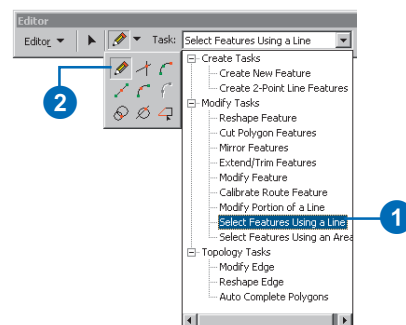 Editor
Editor Task: Select Features Using a Line
Create Tasks
Create New Feature
Create 2-Point Line Features
2
Modify Tasks
Reshape Feature
Cut Polygon Features
Mirror Features
Extend/Trim Features
Modify Feature
Calibrate Route Feature
Modify Portion of a Line
Select Features Using a Line
1
Select Features Using an Area
Topology Tasks
Modify Edge
Reshape Edge
Auto Complete Polygons